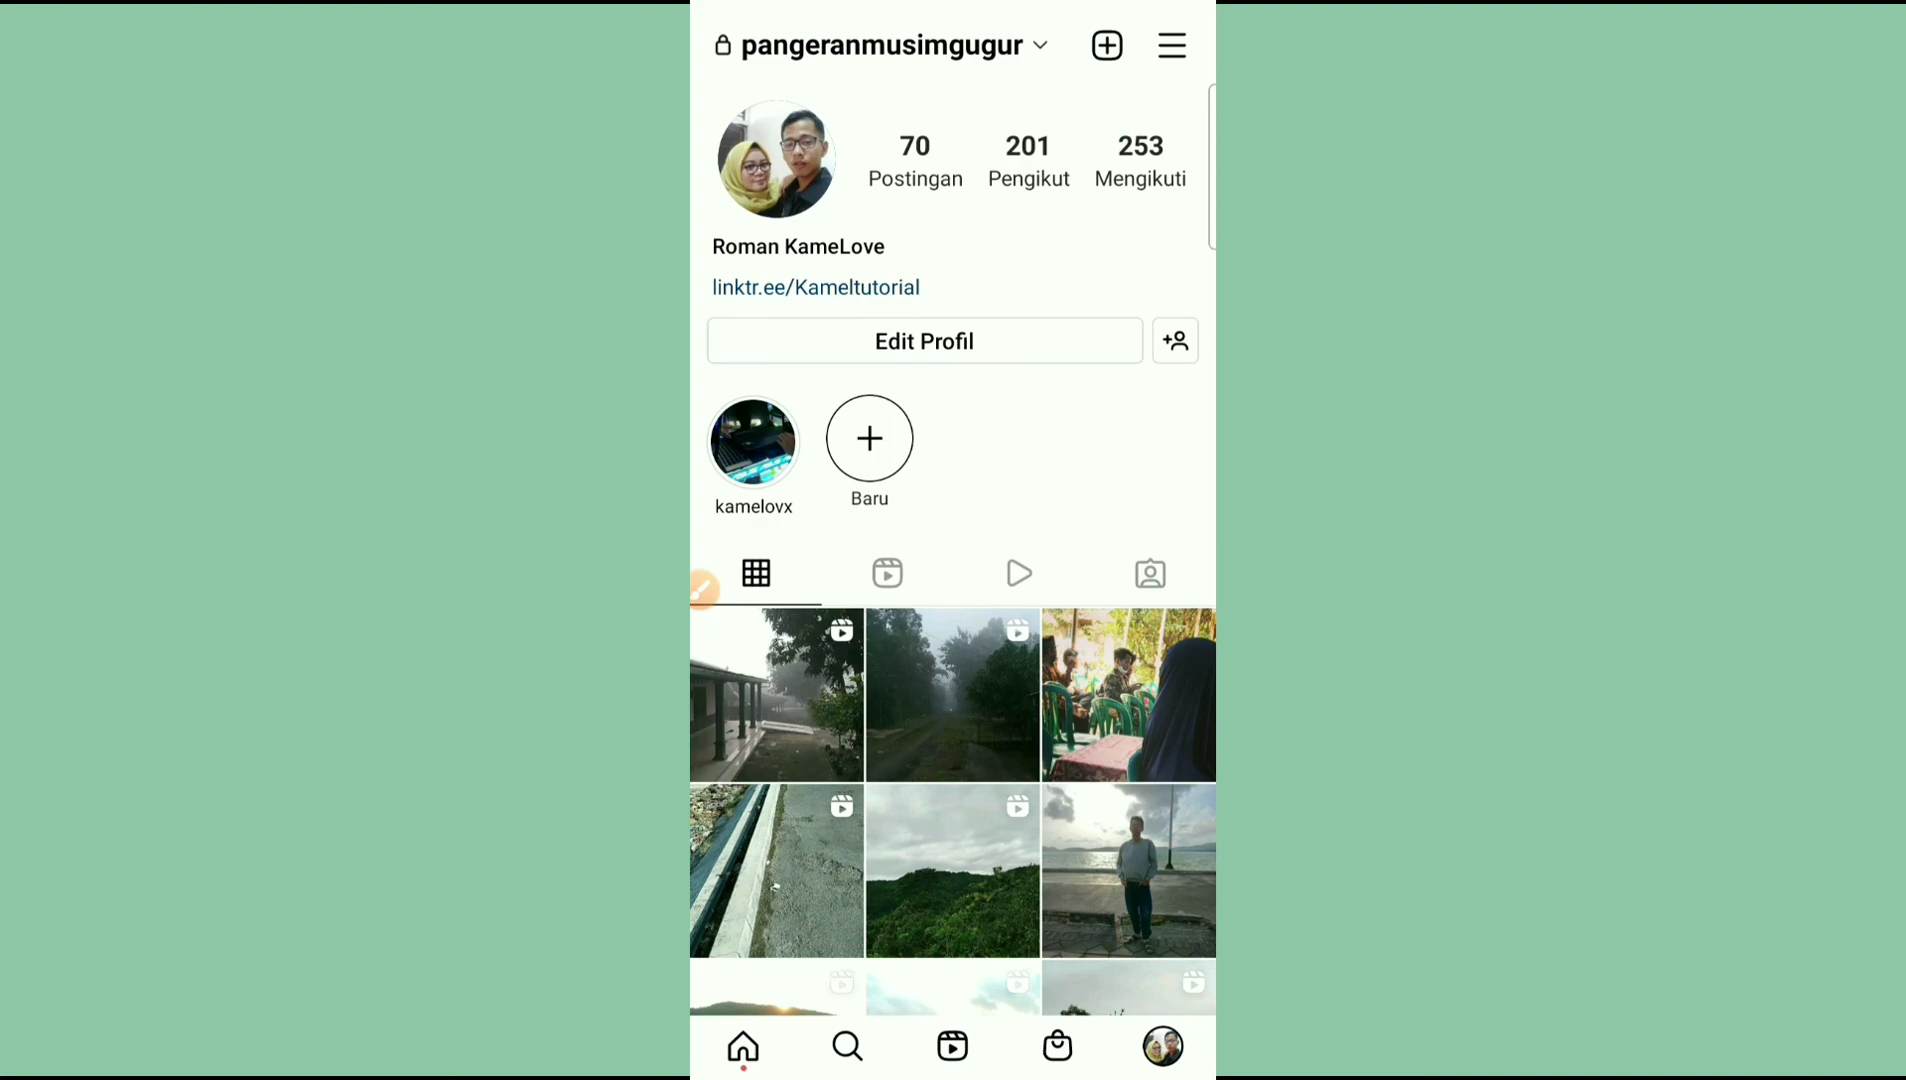 pangeranmusimgugur
70 201 253
Postingan Pengikut Mengikuti
Roman KameLove
linktr.ee/Kameltutorial
Edit Profil
kamelovx Baru